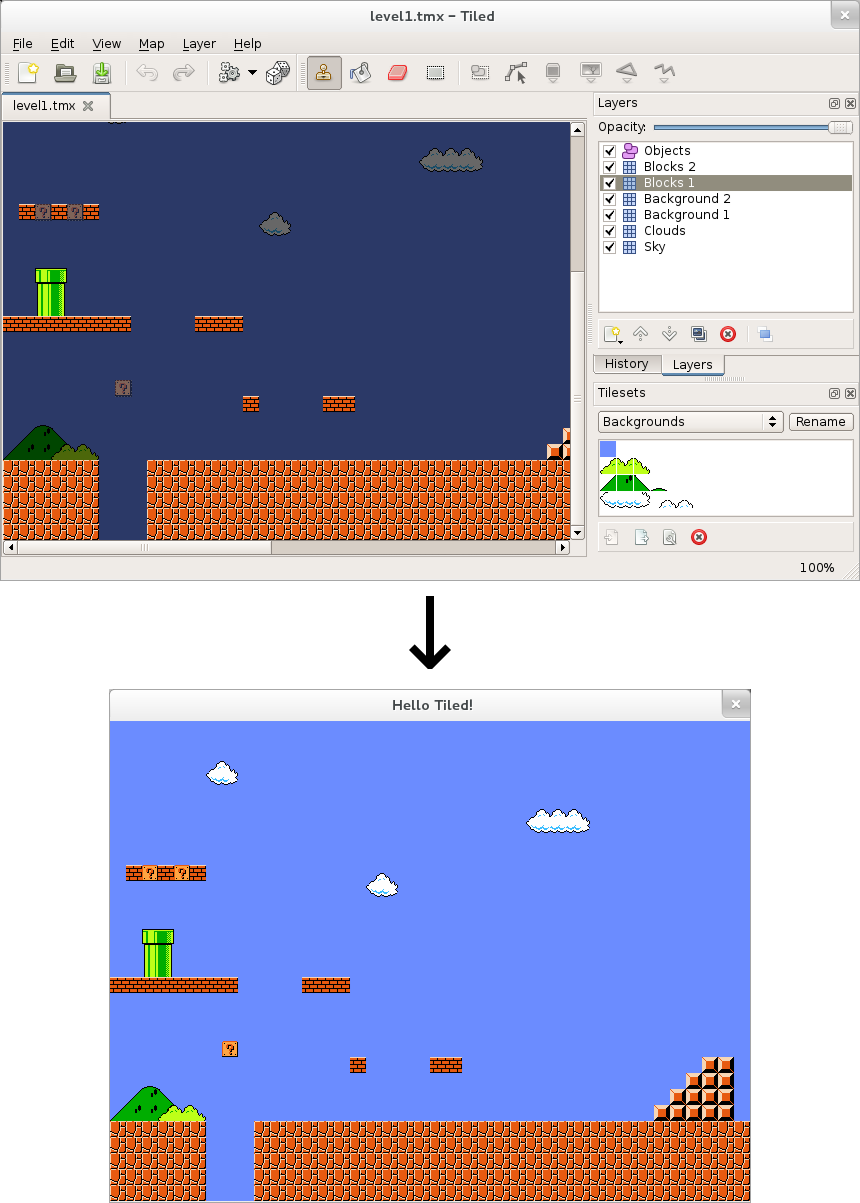 level1.tmx – Tiled
File Edit View Map Layer Help
level1.tmx
Layers
Opacity:
Objects
Blocks 2
Blocks 1
Background 2
Background 1
Clouds
Sky
? ?
?
History Layers
Tilesets
Backgrounds Rename
100%
Hello Tiled!
? ?
?